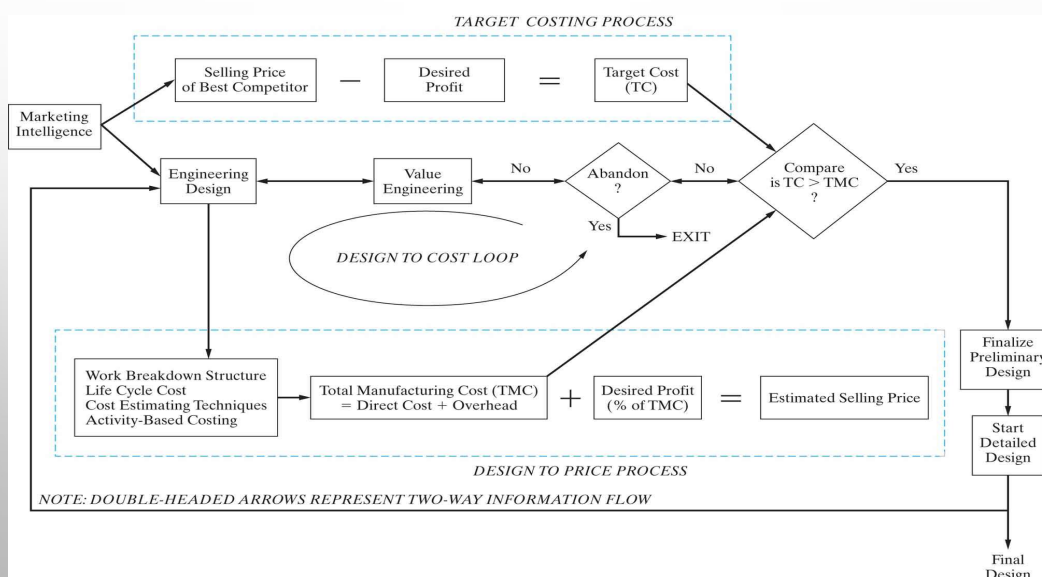 TARGET COSTING PROCESS
Selling Price
of Best Competitor
−
Desired
Profit
=
Target Cost
(TC)
Marketing
Intelligence
Engineering
Design
Value
Engineering
No
Abandon
?
No
Compare
is TC > TMC
?
Yes
Yes
EXIT
DESIGN TO COST LOOP
Work Breakdown Structure
Life Cycle Cost
Cost Estimating Techniques
Activity-Based Costing
Total Manufacturing Cost (TMC)
= Direct Cost + Overhead
+
Desired Profit
(% of TMC)
=
Estimated Selling Price
Finalize
Preliminary
Design
Start
Detailed
Design
DESIGN TO PRICE PROCESS
NOTE: DOUBLE-HEADED ARROWS REPRESENT TWO-WAY INFORMATION FLOW
Final
Design